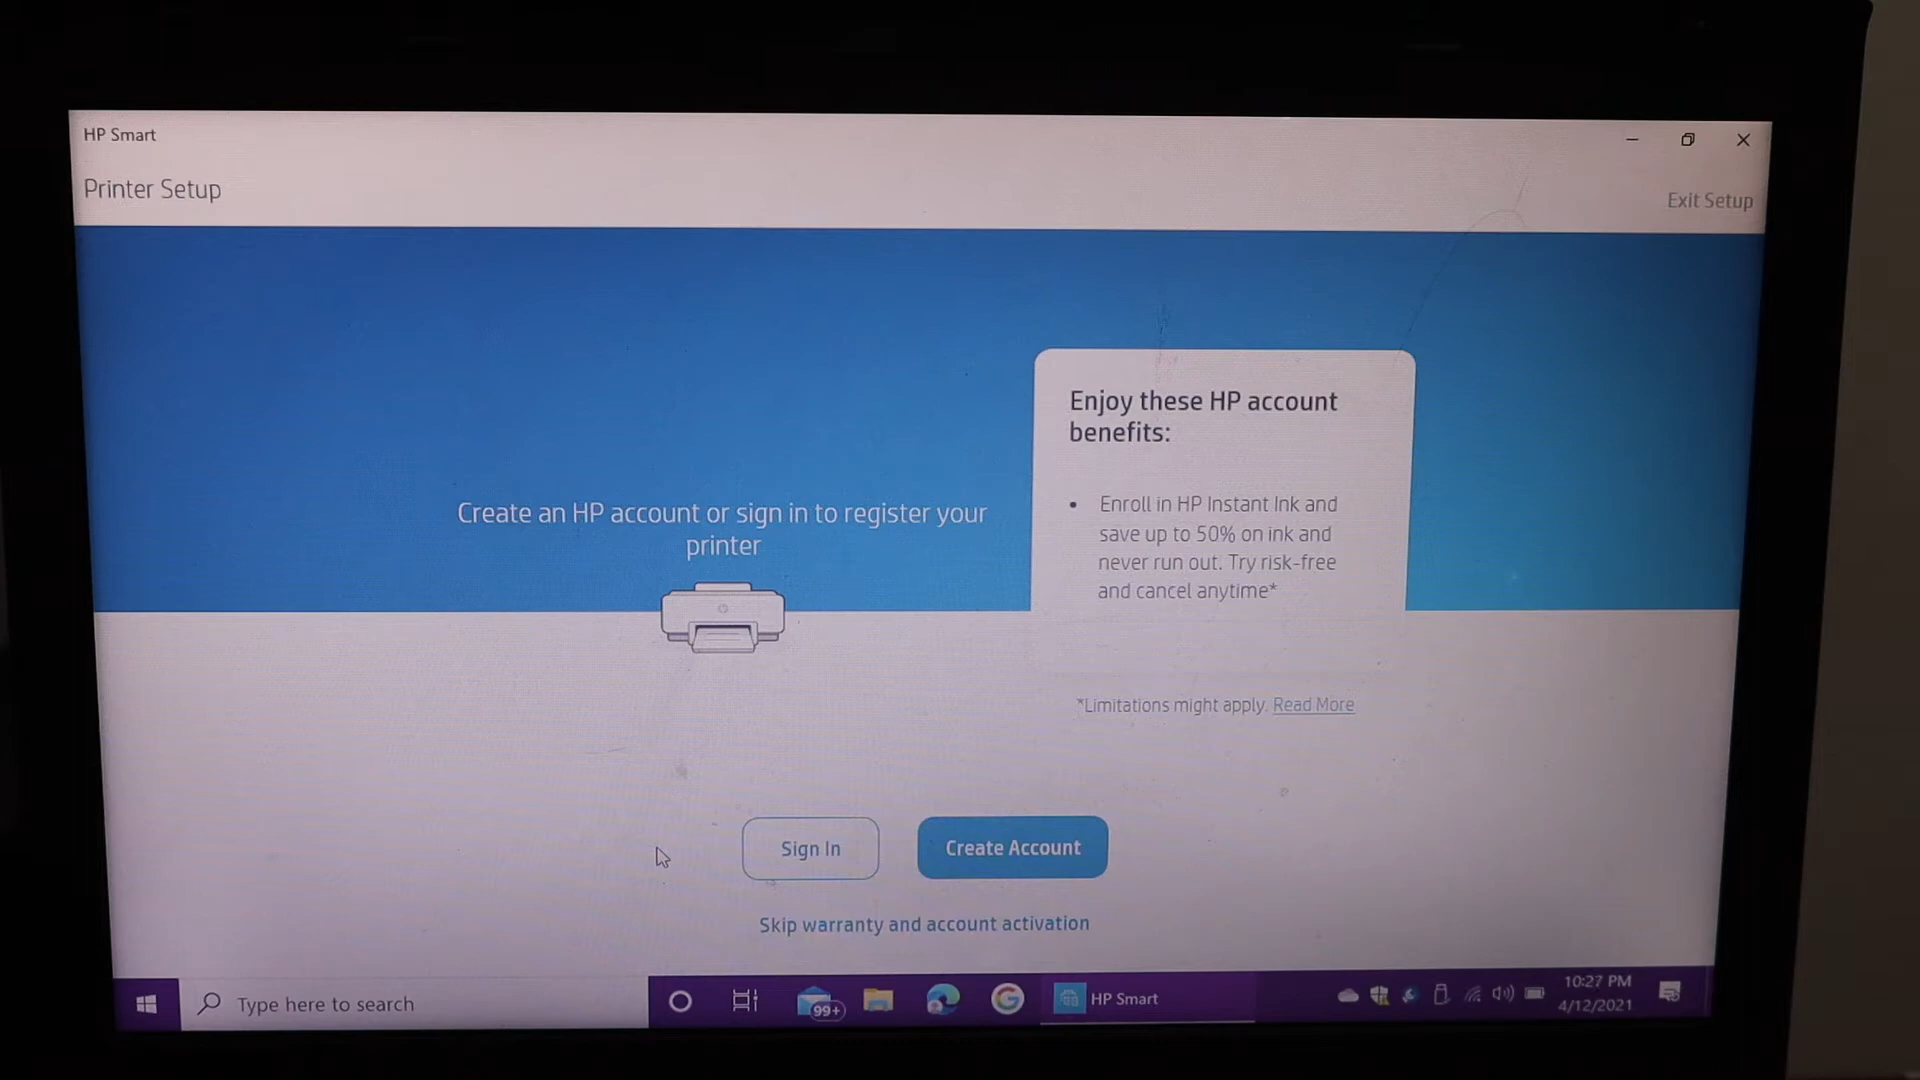 HP Smart
Printer Setup
Exit Setup
Create an HP account or sign in to register your
printer
Enjoy these HP account
benefits:
• Enroll in HP Instant Ink and
save up to 50% on ink and
never run out. Try risk-free
and cancel anytime*
*Limitations might apply. Read More
Sign In
Create Account
Skip warranty and account activation
Type here to search
99+
HP Smart
10:27 PM
4/12/2021